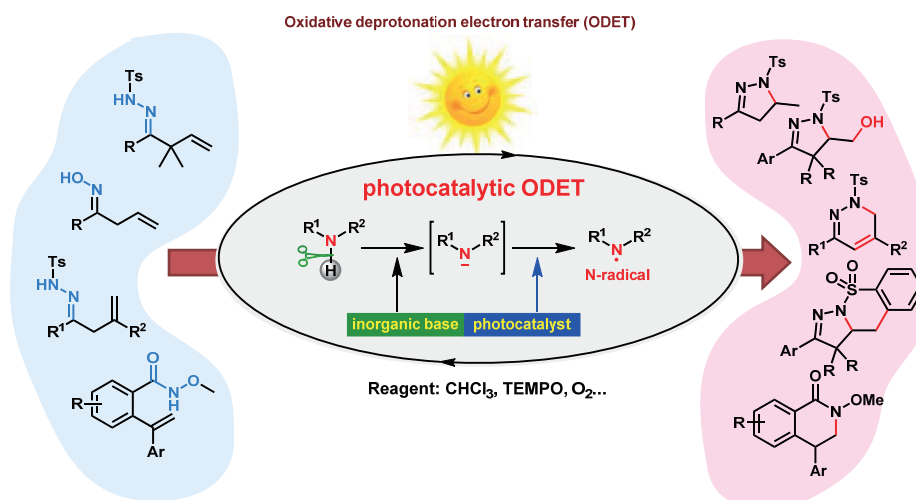 Oxidative deprotonation electron transfer (ODET)
Ts
HN
N
R
HO
N
R
Ts
HN
N
R1
R2
O
N
H
O
R
Ar
photocatalytic ODET
R1
N
R2
H
R1
N
R2
−
R1
N
R2
•
N-radical
inorganic base
photocatalyst
Reagent: CHCl3, TEMPO, O2...
Ts
N
N
R
Ts
N
N
OH
Ar
R
R
Ts
N
N
R1
R2
O
O
S
N
N
Ar
R
R
O
N
OMe
R
Ar